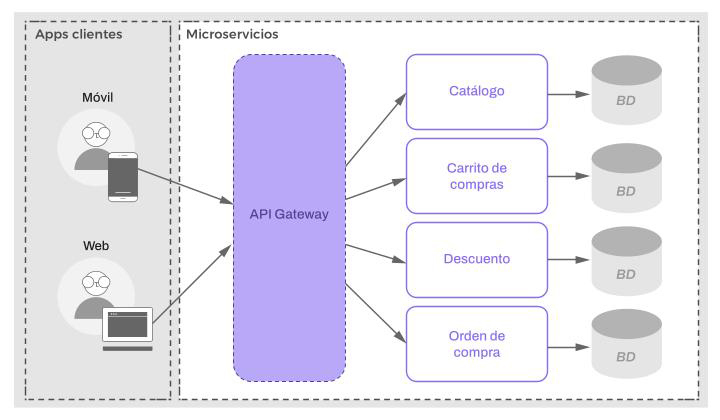 Apps clientes
Microservicios
Móvil
Web
API Gateway
Catálogo
BD
Carrito de
compras
BD
Descuento
BD
Orden de
compra
BD